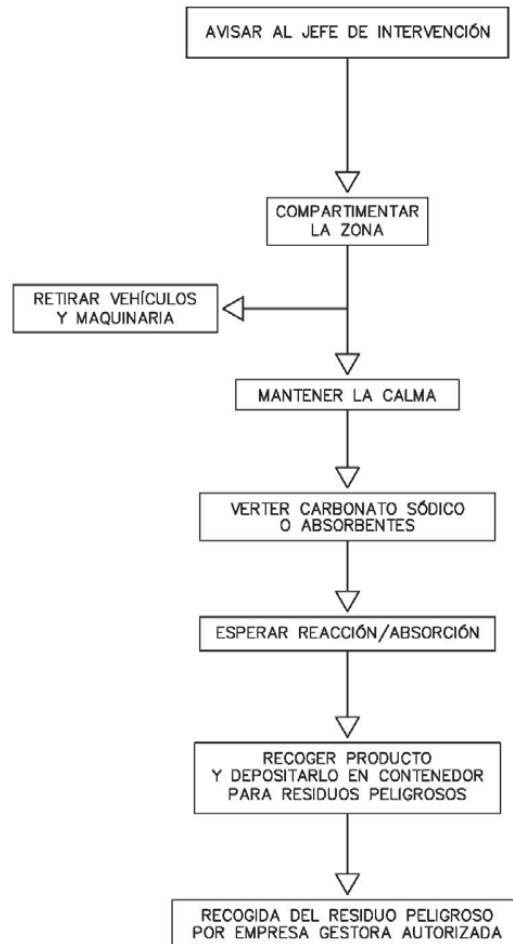 AVISAR AL JEFE DE INTERVENCIÓN
COMPARTIMENTAR
LA ZONA
RETIRAR VEHÍCULOS
Y MAQUINARIA
MANTENER LA CALMA
VERTER CARBONATO SÓDICO
O ABSORBENTES
ESPERAR REACCIÓN/ABSORCIÓN
RECOGER PRODUCTO
Y DEPOSITARLO EN CONTENEDOR
PARA RESIDUOS PELIGROSOS
RECOGIDA DEL RESIDUO PELIGROSO
POR EMPRESA GESTORA AUTORIZADA